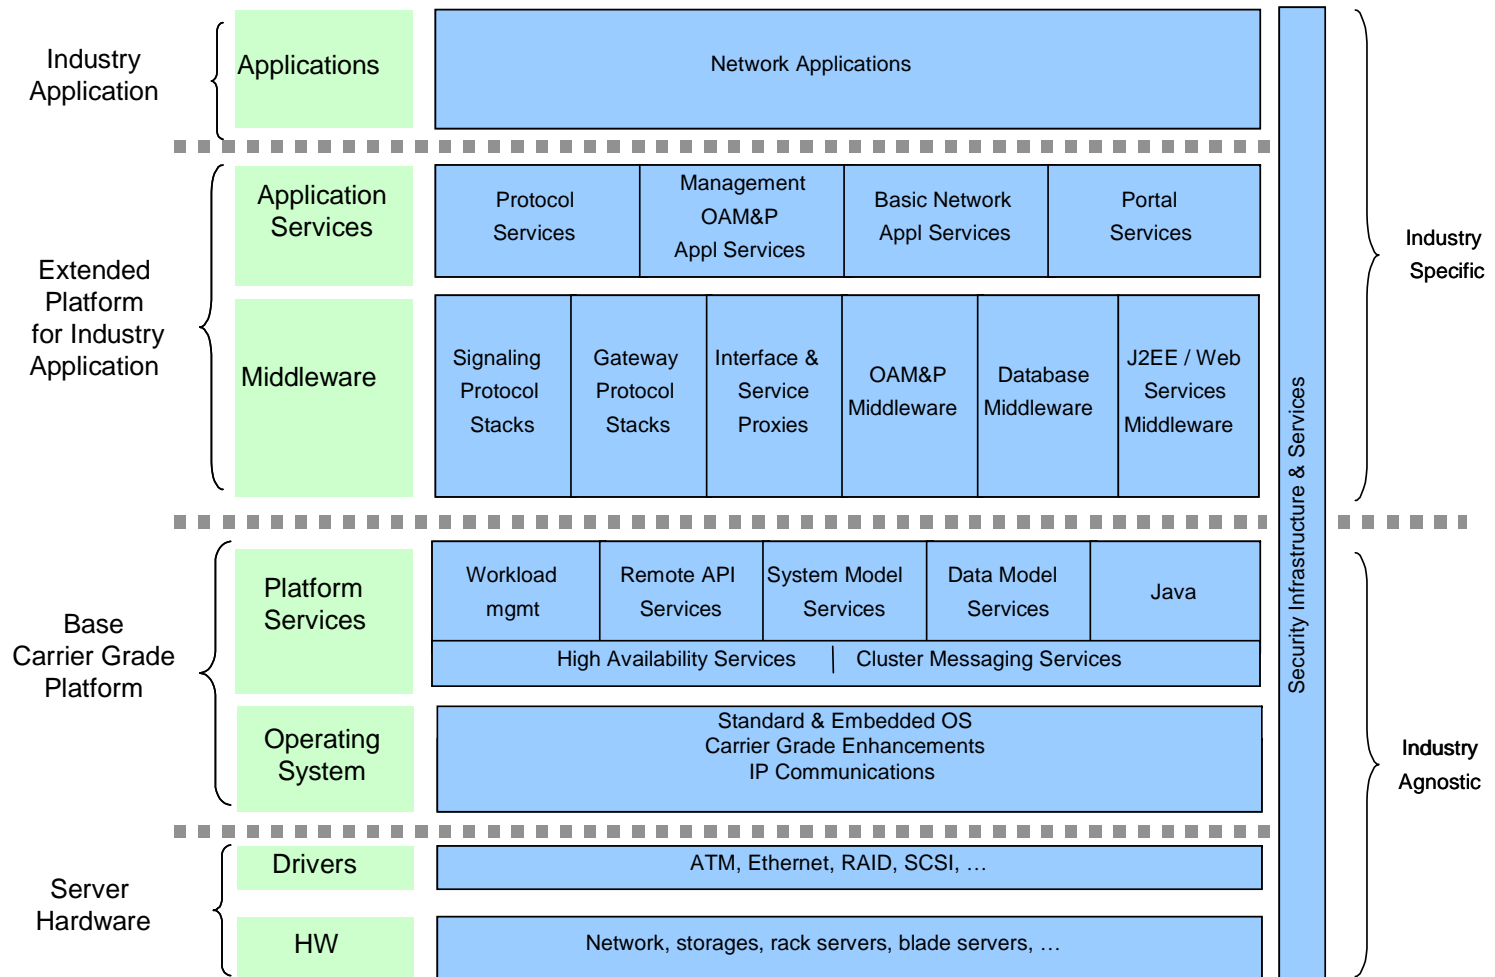 Industry
Application
Applications
Network Applications
Extended
Platform
for Industry
Application
Application
Services
Protocol
Services
Management
OAM&P
Appl Services
Basic Network
Appl Services
Portal
Services
Middleware
Signaling
Protocol
Stacks
Gateway
Protocol
Stacks
Interface &
Service
Proxies
OAM&P
Middleware
Database
Middleware
J2EE / Web
Services
Middleware
Industry
Specific
Security Infrastructure & Services
Base
Carrier Grade
Platform
Platform
Services
Workload
mgmt
Remote API
Services
System Model
Services
Data Model
Services
Java
High Availability Services
Cluster Messaging Services
Operating
System
Standard & Embedded OS
Carrier Grade Enhancements
IP Communications
Industry
Agnostic
Server
Hardware
Drivers
ATM, Ethernet, RAID, SCSI, …
HW
Network, storages, rack servers, blade servers, …